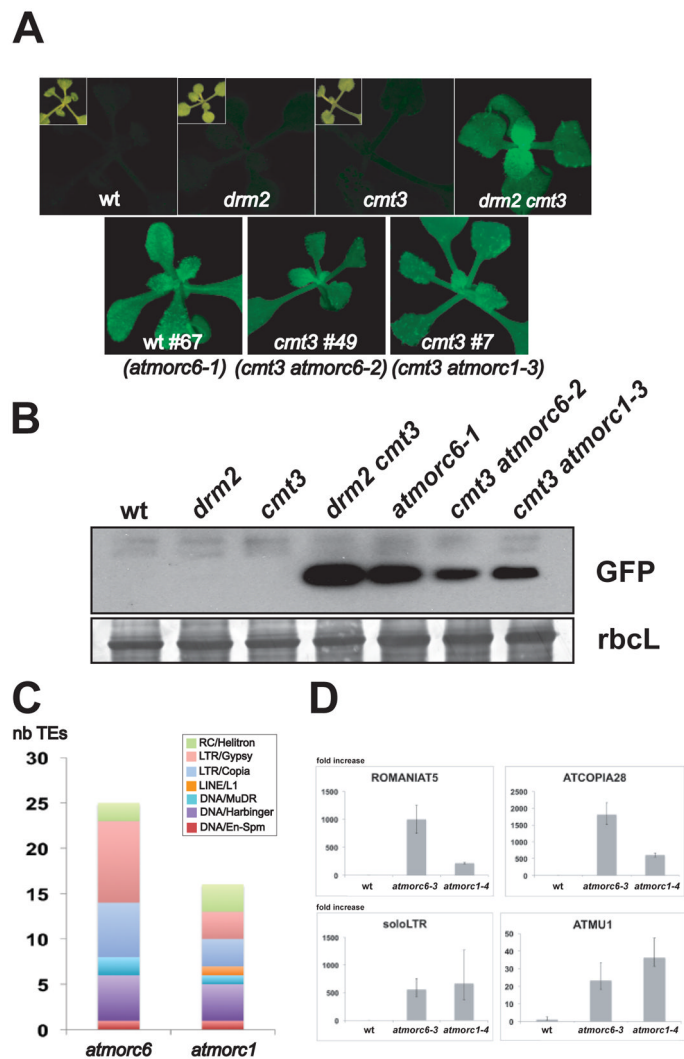 A
wt
drm2
cmt3
drm2 cmt3
wt #67
cmt3 #49
cmt3 #7
(atmorc6-1)
(cmt3 atmorc6-2)
(cmt3 atmorc1-3)
B
wt
drm2
cmt3
drm2 cmt3
atmorc6-1
cmt3 atmorc6-2
cmt3 atmorc1-3
GFP
rbcL
C
nb TEs
30
25
20
15
10
5
0
RC/Helitron
LTR/Gypsy
LTR/Copia
LINE/L1
DNA/MuDR
DNA/Harbinger
DNA/En-Spm
atmorc6
atmorc1
D
fold increase
ROMANIAT5
1500
1000
500
0
wt
atmorc6-3
atmorc1-4
ATCOPIA28
2500
2000
1500
1000
500
0
wt
atmorc6-3
atmorc1-4
fold increase
soloLTR
1500
1000
500
0
wt
atmorc6-3
atmorc1-4
ATMU1
50
40
30
20
10
0
wt
atmorc6-3
atmorc1-4